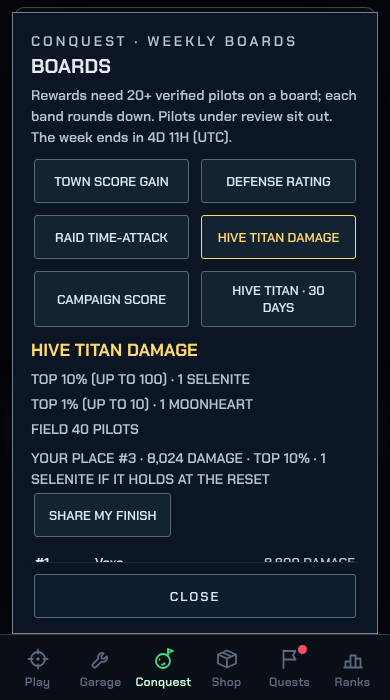 CONQUEST · WEEKLY BOARDS
BOARDS
Rewards need 20+ verified pilots on a board; each
band rounds down. Pilots under review sit out.
The week ends in 4D 11H (UTC).
TOWN SCORE GAIN
DEFENSE RATING
RAID TIME-ATTACK
HIVE TITAN DAMAGE
CAMPAIGN SCORE
HIVE TITAN · 30
DAYS
HIVE TITAN DAMAGE
TOP 10% (UP TO 100) · 1 SELENITE
TOP 1% (UP TO 10) · 1 MOONHEART
FIELD 40 PILOTS
YOUR PLACE #3 · 8,024 DAMAGE · TOP 10% · 1
SELENITE IF IT HOLDS AT THE RESET
SHARE MY FINISH
#1 DAMAGE
CLOSE
Play
Garage
Conquest
Shop
Quests
Ranks